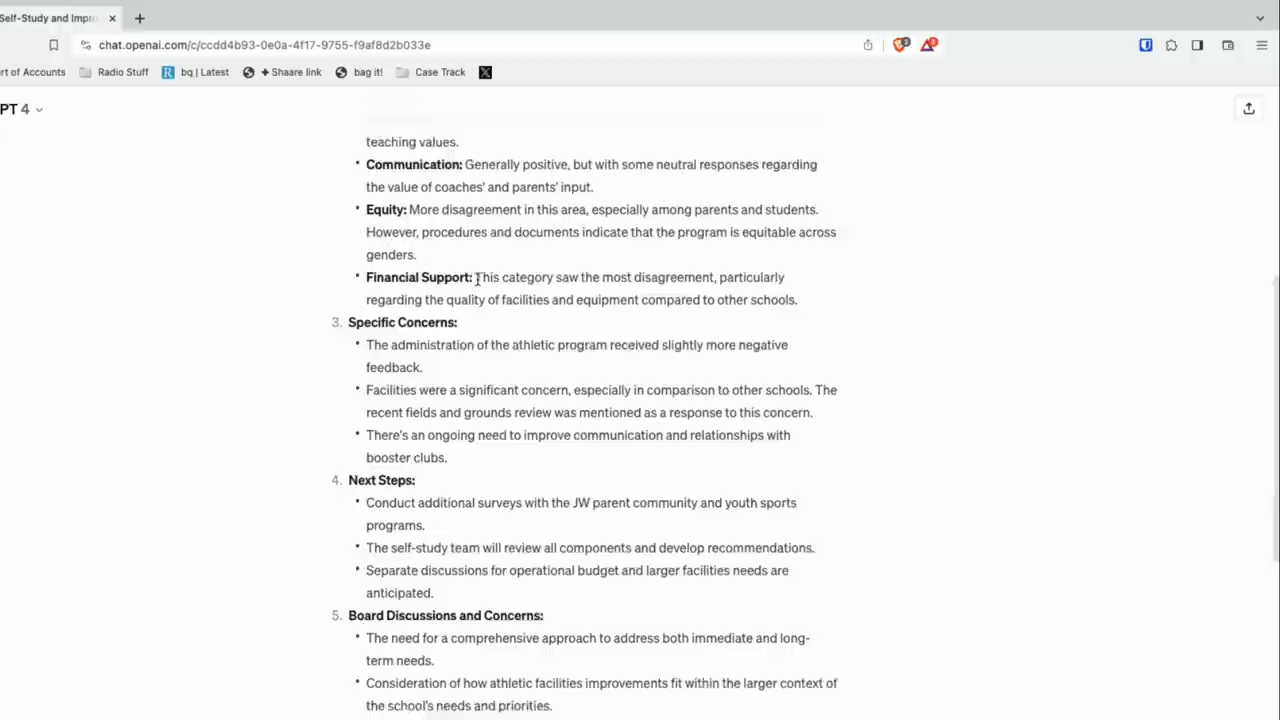 Self-Study and Impro
chat.openai.com/c/ccdd4b93-0e0a-4f17-9755-f9af8d2b033e
rt of Accounts
Radio Stuff
bq | Latest
+ Shaare link
bag it!
Case Track
PT 4
teaching values.
• Communication: Generally positive, but with some neutral responses regarding
the value of coaches' and parents' input.
• Equity: More disagreement in this area, especially among parents and students.
However, procedures and documents indicate that the program is equitable across
genders.
• Financial Support: This category saw the most disagreement, particularly
regarding the quality of facilities and equipment compared to other schools.
3. Specific Concerns:
• The administration of the athletic program received slightly more negative
feedback.
• Facilities were a significant concern, especially in comparison to other schools. The
recent fields and grounds review was mentioned as a response to this concern.
• There's an ongoing need to improve communication and relationships with
booster clubs.
4. Next Steps:
• Conduct additional surveys with the JW parent community and youth sports
programs.
• The self-study team will review all components and develop recommendations.
• Separate discussions for operational budget and larger facilities needs are
anticipated.
5. Board Discussions and Concerns:
• The need for a comprehensive approach to address both immediate and long-
term needs.
• Consideration of how athletic facilities improvements fit within the larger context of
the school's needs and priorities.